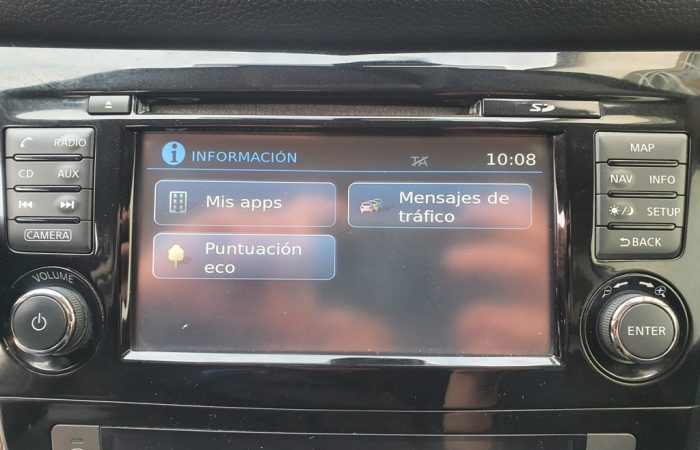 RADIO
CD AUX
CAMERA
VOLUME
SD
INFORMACIÓN
TA
10:08
Mis apps
Mensajes de
tráfico
Puntuación
eco
MAP
NAV INFO
SETUP
BACK
ENTER